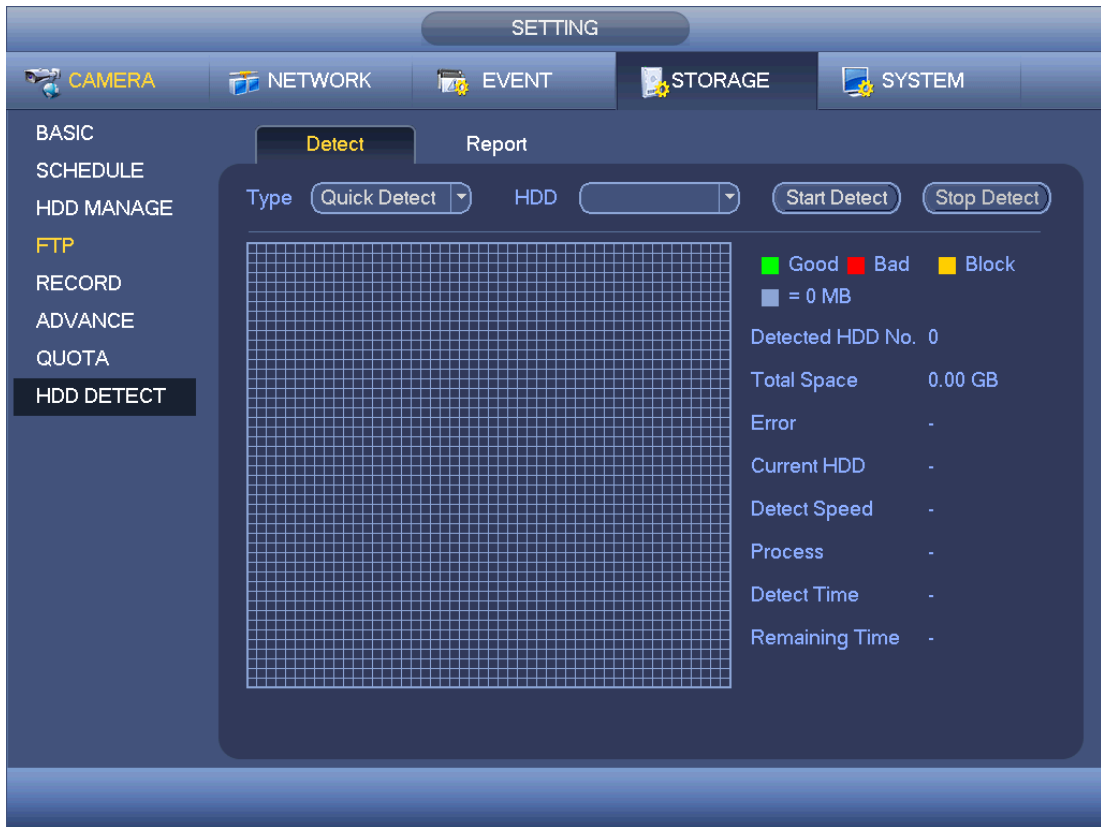 SETTING
CAMERA NETWORK EVENT STORAGE SYSTEM
BASIC
SCHEDULE
HDD MANAGE
FTP
RECORD
ADVANCE
QUOTA
HDD DETECT
Detect Report
Type Quick Detect HDD Start Detect Stop Detect
Good Bad Block
= 0 MB
Detected HDD No. 0
Total Space 0.00 GB
Error -
Current HDD -
Detect Speed -
Process -
Detect Time -
Remaining Time -